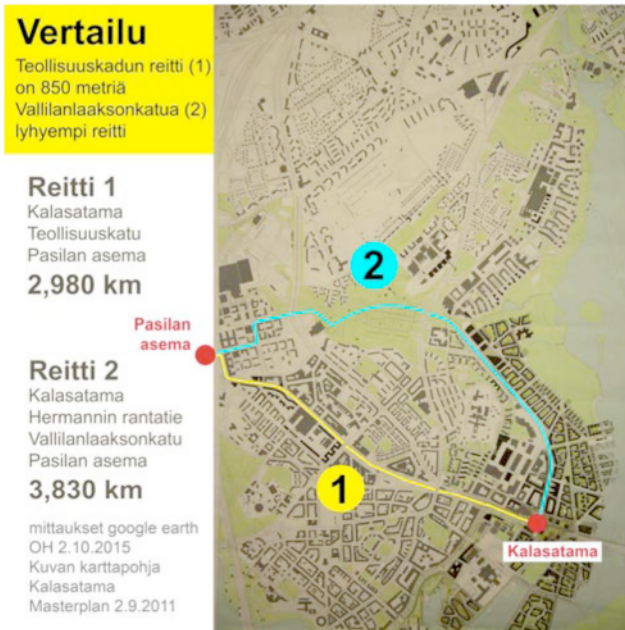 Vertailu
Teollisuuskadun reitti (1)
on 850 metriä
Vallilanlaaksonkatua (2)
lyhyempi reitti
Reitti 1
Kalasatama
Teollisuuskatu
Pasilan asema
2,980 km
Pasilan
asema
Reitti 2
Kalasatama
Hermannin rantatie
Vallilanlaaksonkatu
Pasilan asema
3,830 km
mittaukset google earth
OH 2.10.2015
Kuvan karttapohja
Kalasatama
Masterplan 2.9.2011
2
1
Kalasatama